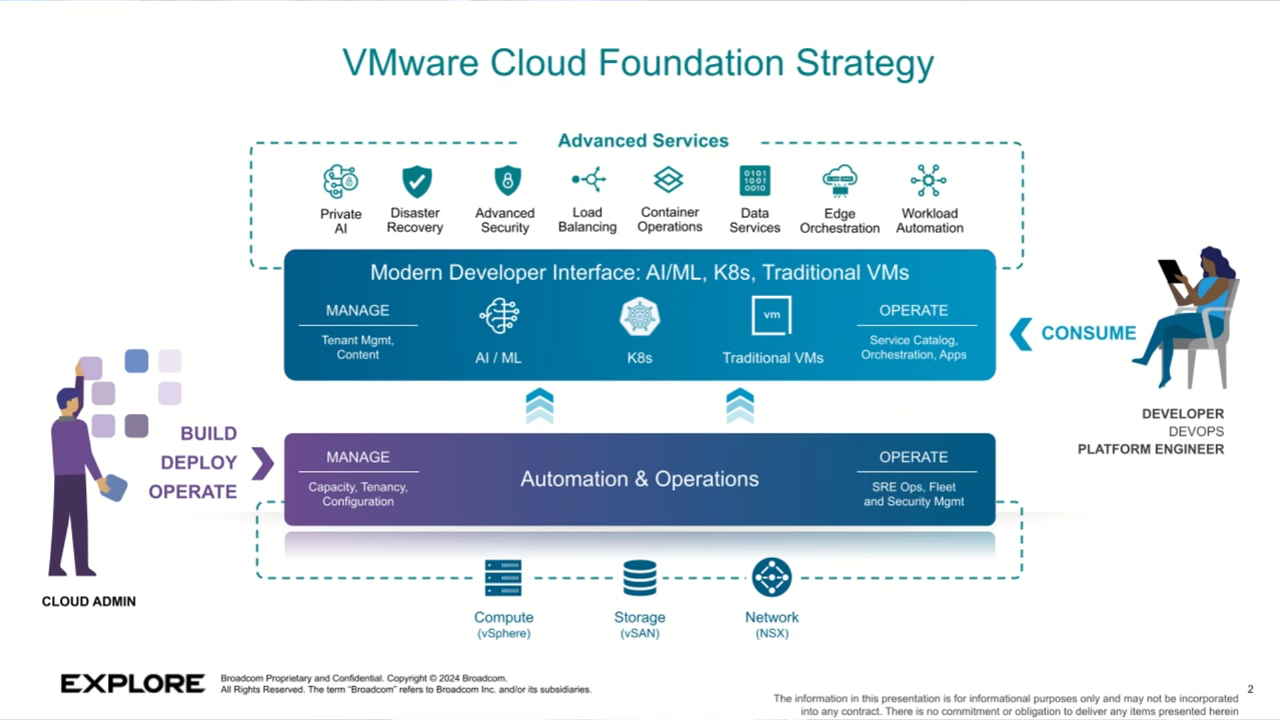 VMware Cloud Foundation Strategy
Advanced Services
Private
AI
Disaster
Recovery
Advanced
Security
Load
Balancing
Container
Operations
0101
1001
0010
Data
Services
Edge
Orchestration
Workload
Automation
Modern Developer Interface: AI/ML, K8s, Traditional VMs
MANAGE
Tenant Mgmt,
Content
AI / ML
K8s
vm
Traditional VMs
OPERATE
Service Catalog,
Orchestration, Apps
CONSUME
DEVELOPER
DEVOPS
PLATFORM ENGINEER
BUILD
DEPLOY
OPERATE
CLOUD ADMIN
MANAGE
Capacity, Tenancy,
Configuration
Automation & Operations
OPERATE
SRE Ops, Fleet
and Security Mgmt
Compute
(vSphere)
Storage
(vSAN)
Network
(NSX)
EXPLORE
Broadcom Proprietary and Confidential. Copyright © 2024 Broadcom.
All Rights Reserved. The term “Broadcom” refers to Broadcom Inc. and/or its subsidiaries.
2
The information in this presentation is for informational purposes only and may not be incorporated
into any contract. There is no commitment or obligation to deliver any items presented herein